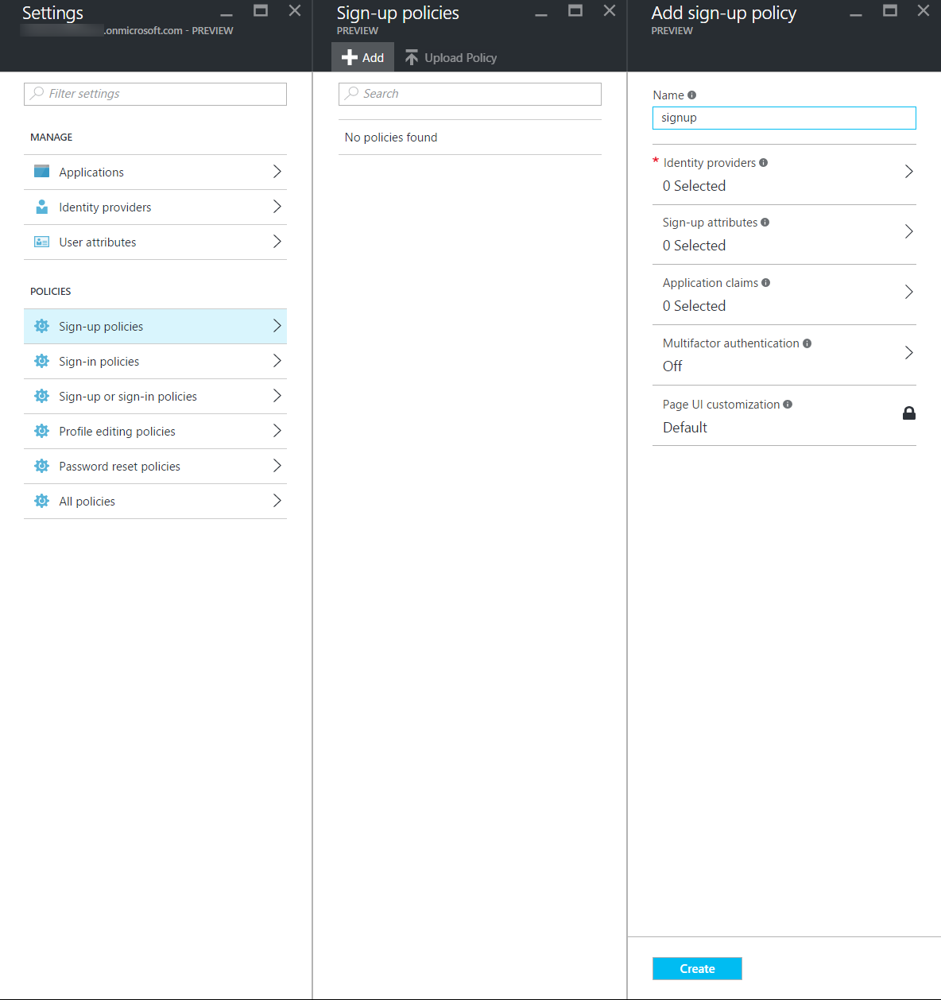 Settings
.onmicrosoft.com - PREVIEW
Filter settings
MANAGE
Applications
Identity providers
User attributes
POLICIES
Sign-up policies
Sign-in policies
Sign-up or sign-in policies
Profile editing policies
Password reset policies
All policies
Sign-up policies
PREVIEW
Add
Upload Policy
Search
No policies found
Add sign-up policy
PREVIEW
Name
signup
* Identity providers
0 Selected
Sign-up attributes
0 Selected
Application claims
0 Selected
Multifactor authentication
Off
Page UI customization
Default
Create